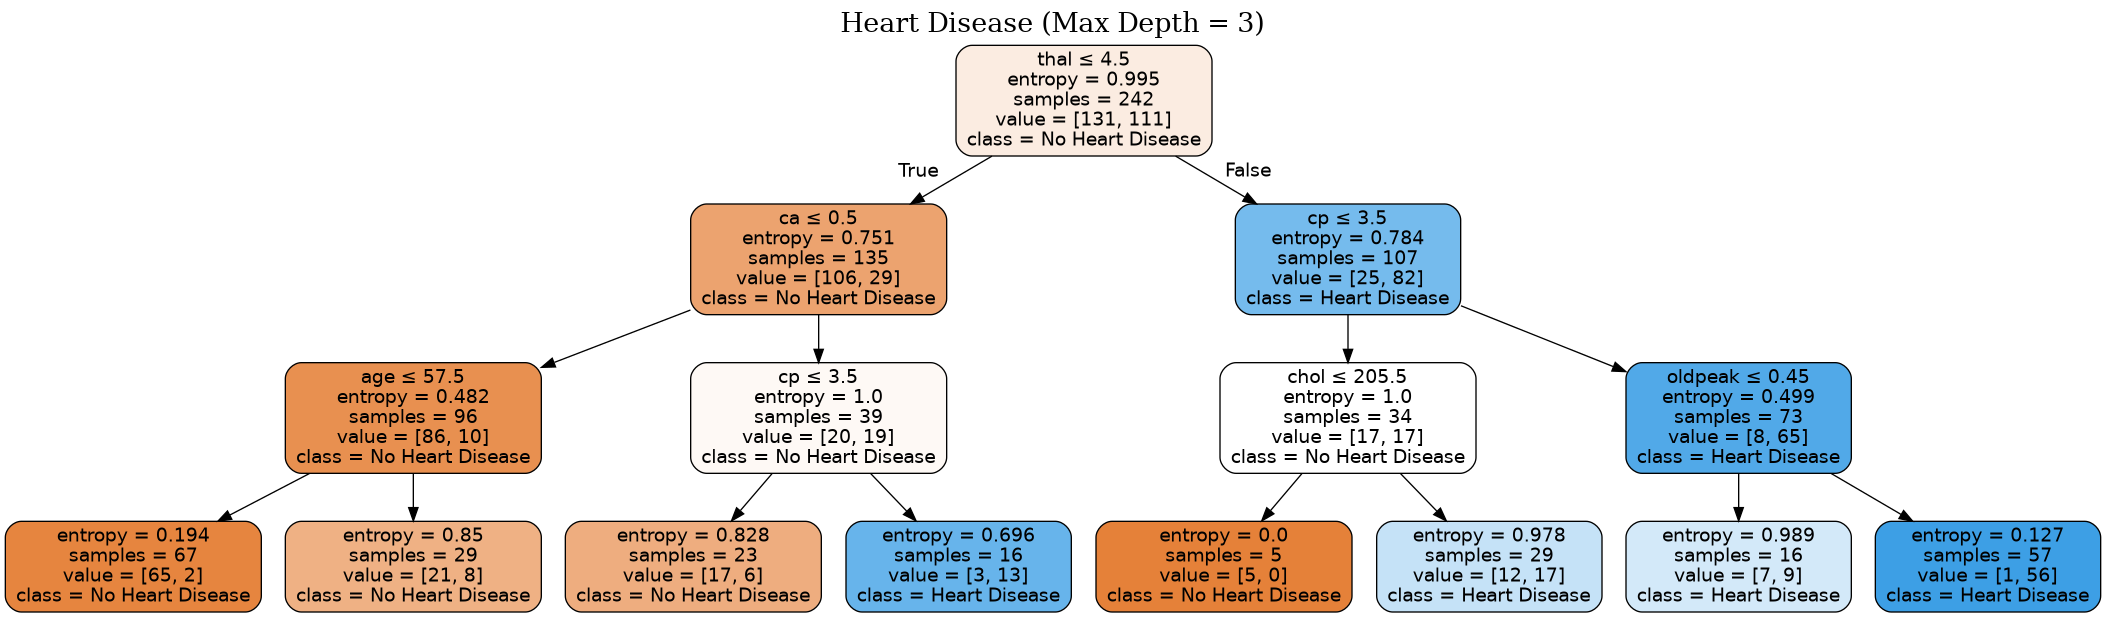 Heart Disease (Max Depth = 3)
thal ≤ 4.5
entropy = 0.995
samples = 242
value = [131, 111]
class = No Heart Disease
True
False
ca ≤ 0.5
entropy = 0.751
samples = 135
value = [106, 29]
class = No Heart Disease
cp ≤ 3.5
entropy = 0.784
samples = 107
value = [25, 82]
class = Heart Disease
age ≤ 57.5
entropy = 0.482
samples = 96
value = [86, 10]
class = No Heart Disease
cp ≤ 3.5
entropy = 1.0
samples = 39
value = [20, 19]
class = No Heart Disease
chol ≤ 205.5
entropy = 1.0
samples = 34
value = [17, 17]
class = No Heart Disease
oldpeak ≤ 0.45
entropy = 0.499
samples = 73
value = [8, 65]
class = Heart Disease
entropy = 0.194
samples = 67
value = [65, 2]
class = No Heart Disease
entropy = 0.85
samples = 29
value = [21, 8]
class = No Heart Disease
entropy = 0.828
samples = 23
value = [17, 6]
class = No Heart Disease
entropy = 0.696
samples = 16
value = [3, 13]
class = Heart Disease
entropy = 0.0
samples = 5
value = [5, 0]
class = No Heart Disease
entropy = 0.978
samples = 29
value = [12, 17]
class = Heart Disease
entropy = 0.989
samples = 16
value = [7, 9]
class = Heart Disease
entropy = 0.127
samples = 57
value = [1, 56]
class = Heart Disease